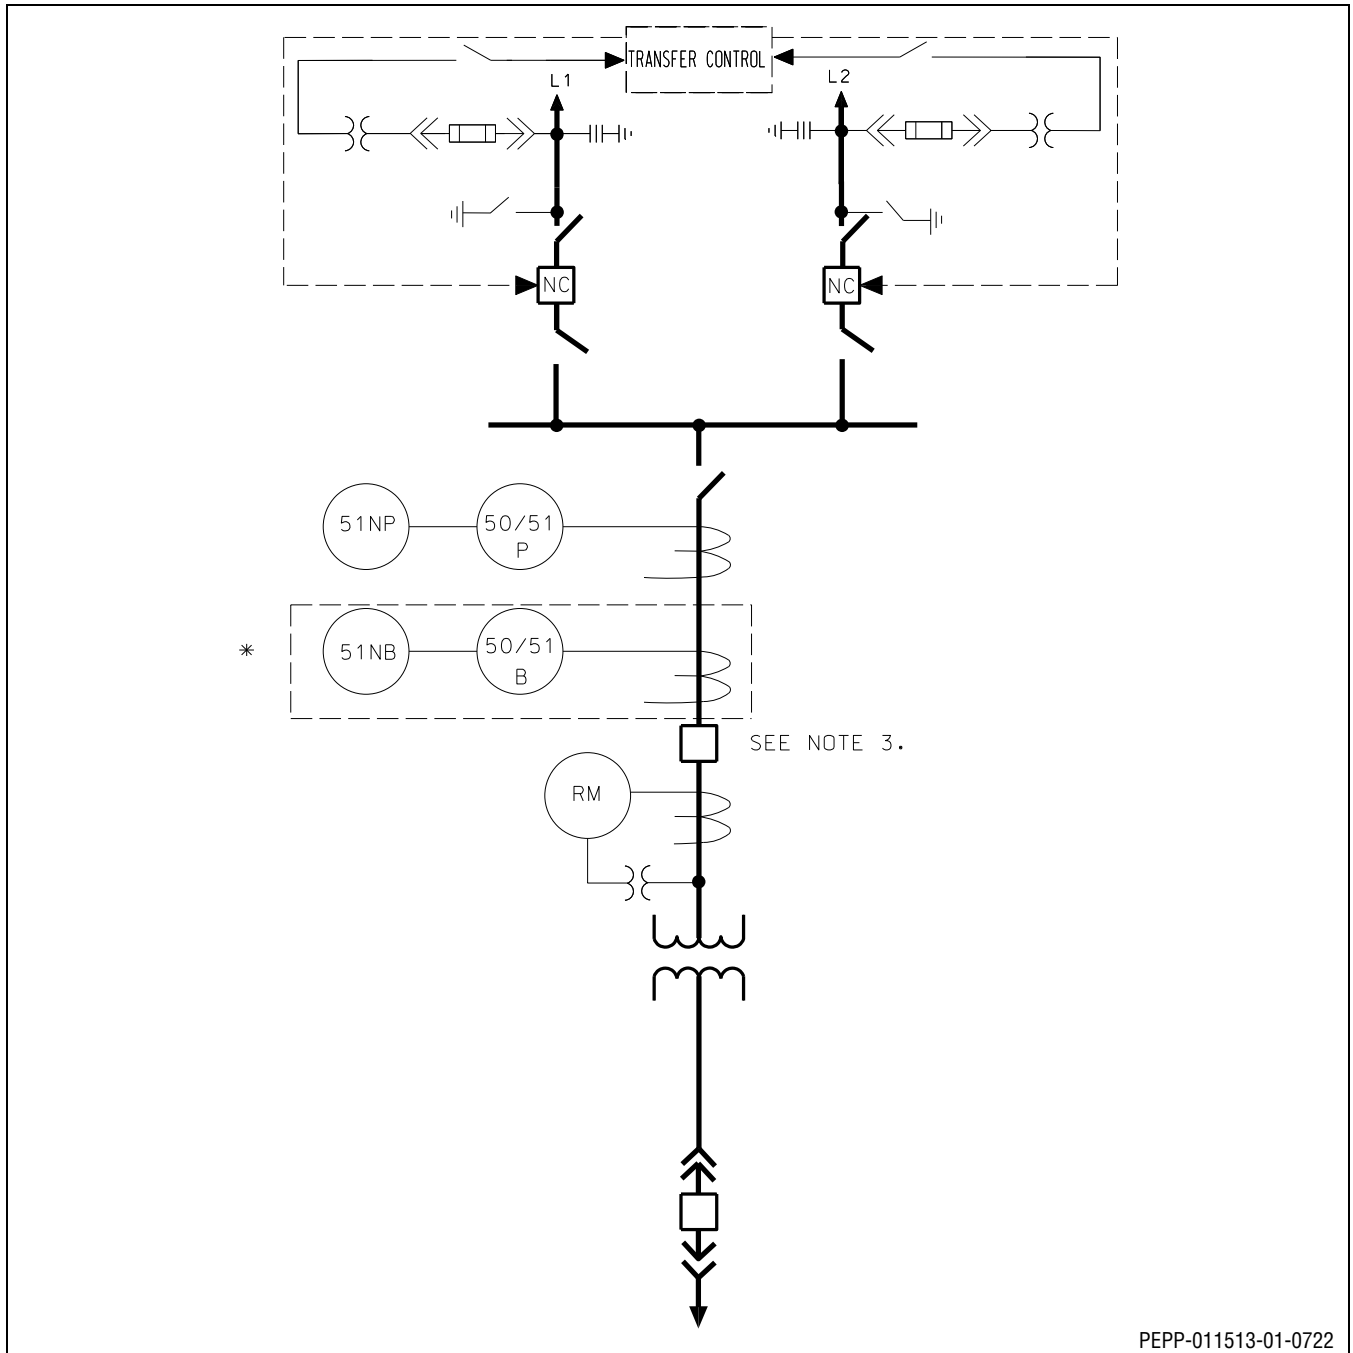 TRANSFER CONTROL
L1
L2
NC
NC
51NP
50/51
P
*
51NB
50/51
B
SEE NOTE 3.
RM
PEPP-011513-01-0722